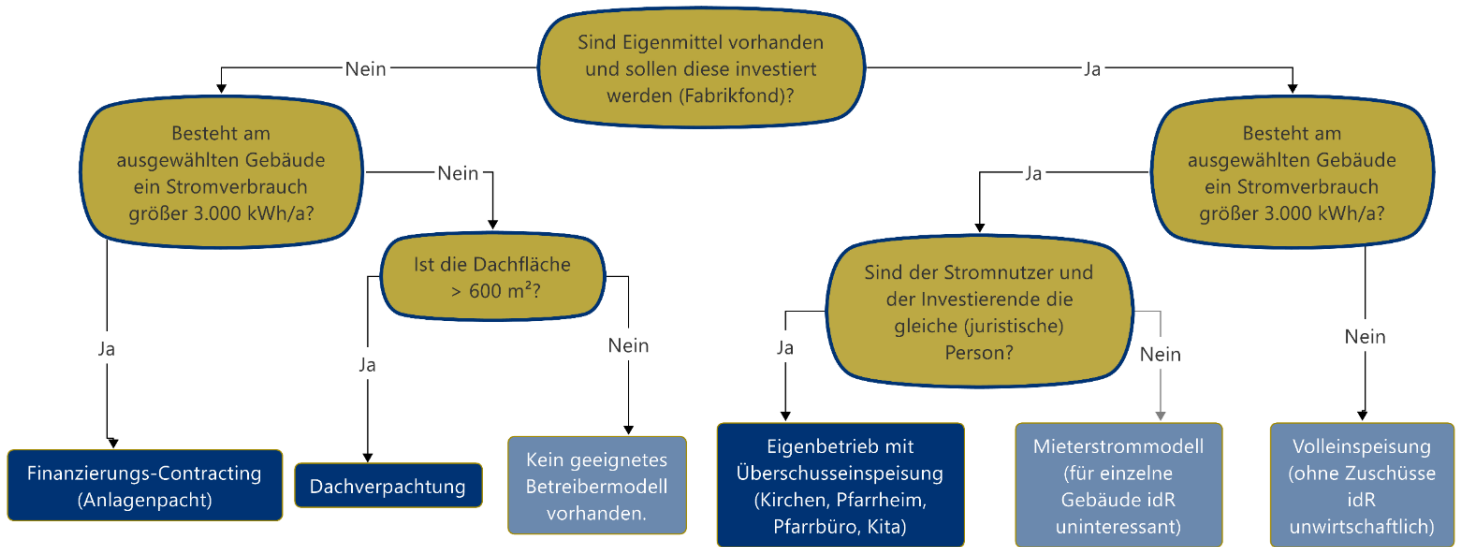 Sind Eigenmittel vorhanden
und sollen diese investiert
werden (Fabrikfond)?
Nein
Ja
Besteht am
ausgewählten Gebäude
ein Stromverbrauch
größer 3.000 kWh/a?
Besteht am
ausgewählten Gebäude
ein Stromverbrauch
größer 3.000 kWh/a?
Nein
Ja
Ist die Dachfläche
> 600 m²?
Sind der Stromnutzer und
der Investierende die
gleiche (juristische)
Person?
Ja
Ja
Nein
Ja
Nein
Nein
Finanzierungs-Contracting
(Anlagenpacht)
Dachverpachtung
Kein geeignetes
Betreibermodell
vorhanden.
Eigenbetrieb mit
Überschusseinspeisung
(Kirchen, Pfarrheim,
Pfarrbüro, Kita)
Mieterstrommodell
(für einzelne
Gebäude idR
uninteressant)
Volleinspeisung
(ohne Zuschüsse
idR
unwirtschaftlich)